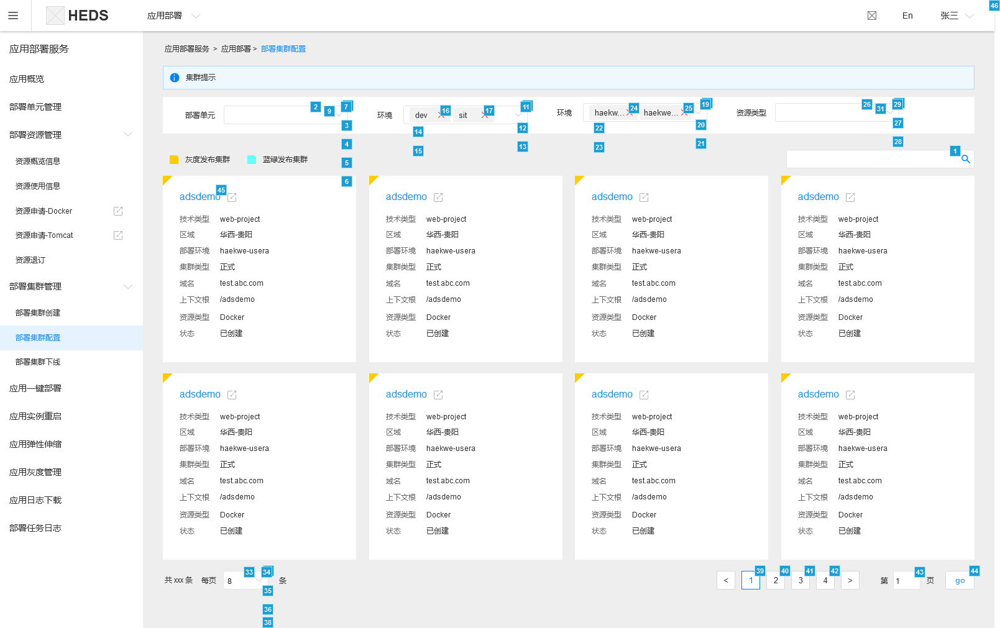 HEDS 应用部署 En 张三 46
应用部署服务
应用概览
部署单元管理
部署资源管理
资源概览信息
资源使用信息
资源申请-Docker
资源申请-Tomcat
资源退订
部署集群管理
部署集群创建
部署集群配置
部署集群下线
应用一键部署
应用实例重启
应用弹性伸缩
应用灰度管理
应用日志下载
部署任务日志
应用部署服务 > 应用部署 > 部署集群配置
集群提示
部署单元 2 9 7
3
4
5
6
环境 dev 16 sit 17 11
14 12
15 13
环境 haekw... 24 haekwe... 25 19
22 20
23 21
资源类型 26 31 29
27
28
灰度发布集群 蓝绿发布集群 1
adsdemo 45
技术类型 web-project
区域 华西-贵阳
部署环境 haekwe-usera
集群类型 正式
域名 test.abc.com
上下文根 /adsdemo
资源类型 Docker
状态 已创建
adsdemo
技术类型 web-project
区域 华西-贵阳
部署环境 haekwe-usera
集群类型 正式
域名 test.abc.com
上下文根 /adsdemo
资源类型 Docker
状态 已创建
adsdemo
技术类型 web-project
区域 华西-贵阳
部署环境 haekwe-usera
集群类型 正式
域名 test.abc.com
上下文根 /adsdemo
资源类型 Docker
状态 已创建
adsdemo
技术类型 web-project
区域 华西-贵阳
部署环境 haekwe-usera
集群类型 正式
域名 test.abc.com
上下文根 /adsdemo
资源类型 Docker
状态 已创建
adsdemo
技术类型 web-project
区域 华西-贵阳
部署环境 haekwe-usera
集群类型 正式
域名 test.abc.com
上下文根 /adsdemo
资源类型 Docker
状态 已创建
adsdemo
技术类型 web-project
区域 华西-贵阳
部署环境 haekwe-usera
集群类型 正式
域名 test.abc.com
上下文根 /adsdemo
资源类型 Docker
状态 已创建
adsdemo
技术类型 web-project
区域 华西-贵阳
部署环境 haekwe-usera
集群类型 正式
域名 test.abc.com
上下文根 /adsdemo
资源类型 Docker
状态 已创建
adsdemo
技术类型 web-project
区域 华西-贵阳
部署环境 haekwe-usera
集群类型 正式
域名 test.abc.com
上下文根 /adsdemo
资源类型 Docker
状态 已创建
共 xxx 条 每页 8 33 34 条
35
36
38
< 1 39 2 40 3 41 4 42 > 第 1 43 页 go 44